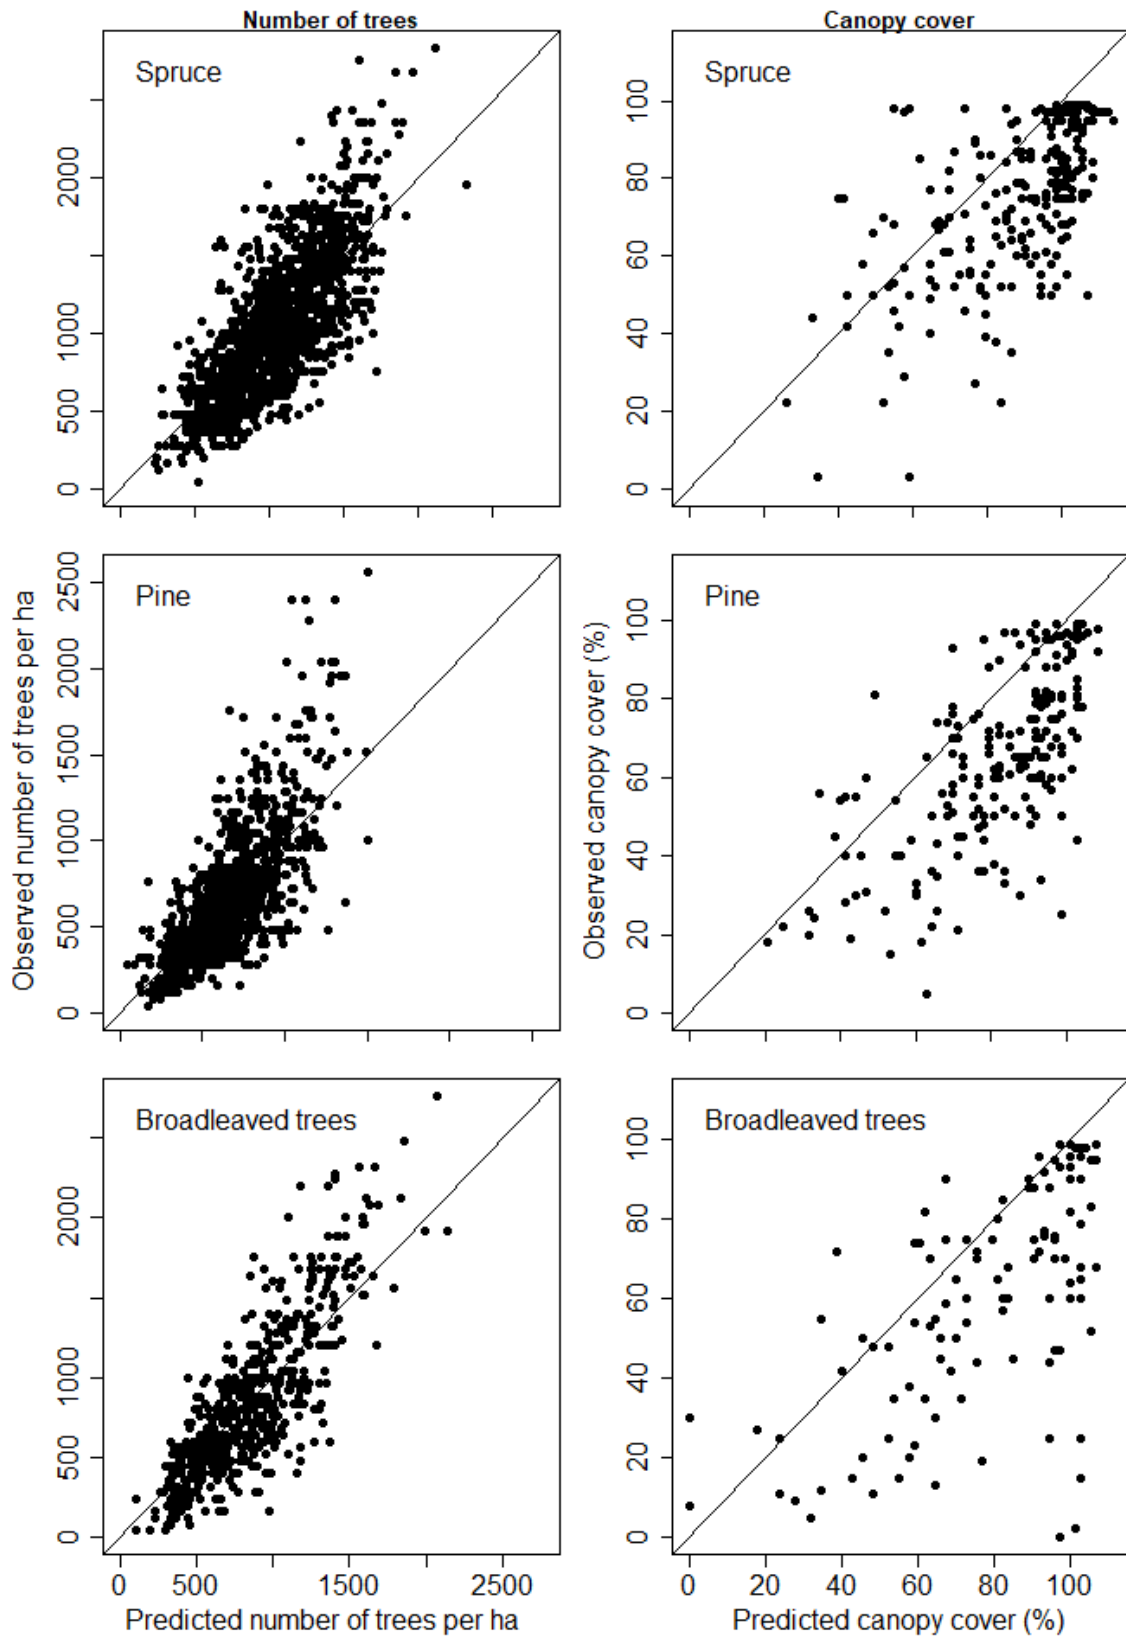 Number of trees
Canopy cover
Spruce
2000
1000
500
0
Spruce
100
80
60
40
20
0
Observed number of trees per ha
Pine
2500
2000
1500
1000
500
0
Observed canopy cover (%)
Pine
100
80
60
40
20
0
Broadleaved trees
2000
1000
500
0
0 500 1500 2500
Predicted number of trees per ha
Broadleaved trees
100
80
60
40
20
0
0 20 40 60 80 100
Predicted canopy cover (%)